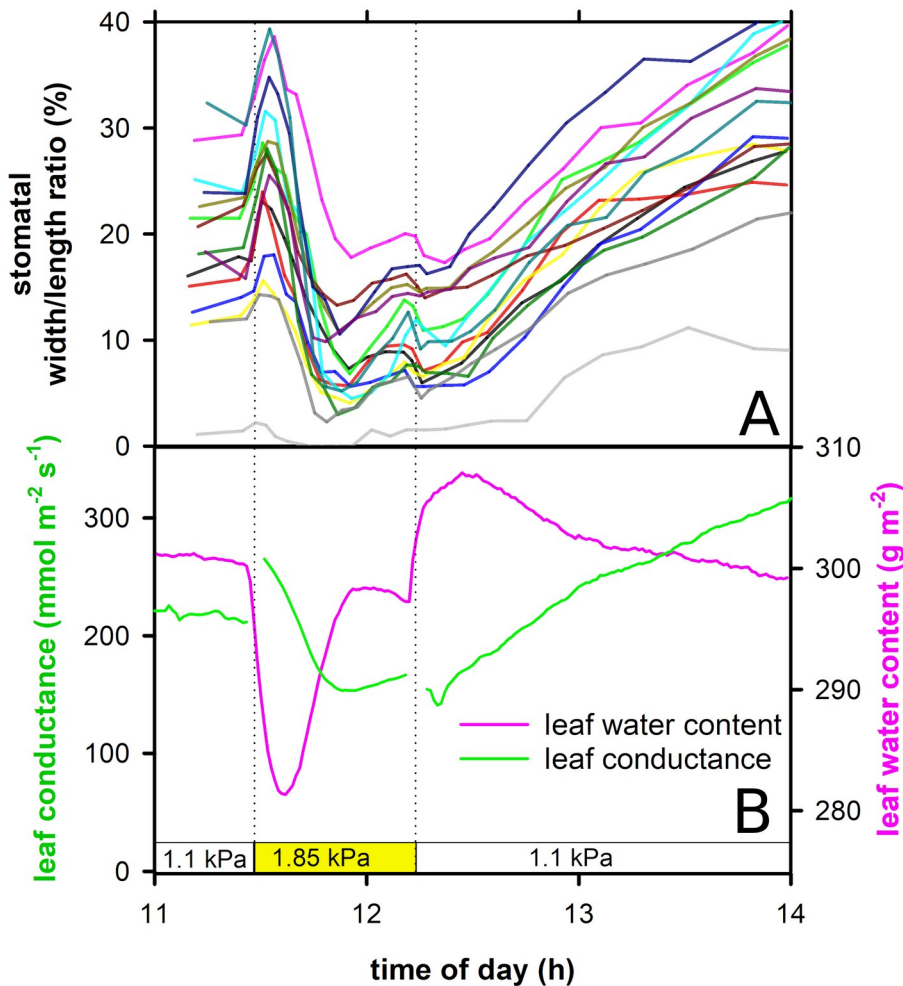 40
30
20
10
0
stomatal
width/length ratio (%)
A
310
300
290
280
300
200
100
0
leaf conductance (mmol m-2 s-1)
leaf water content (g m-2)
leaf water content
leaf conductance
B
1.1 kPa
1.85 kPa
1.1 kPa
11
12
13
14
time of day (h)